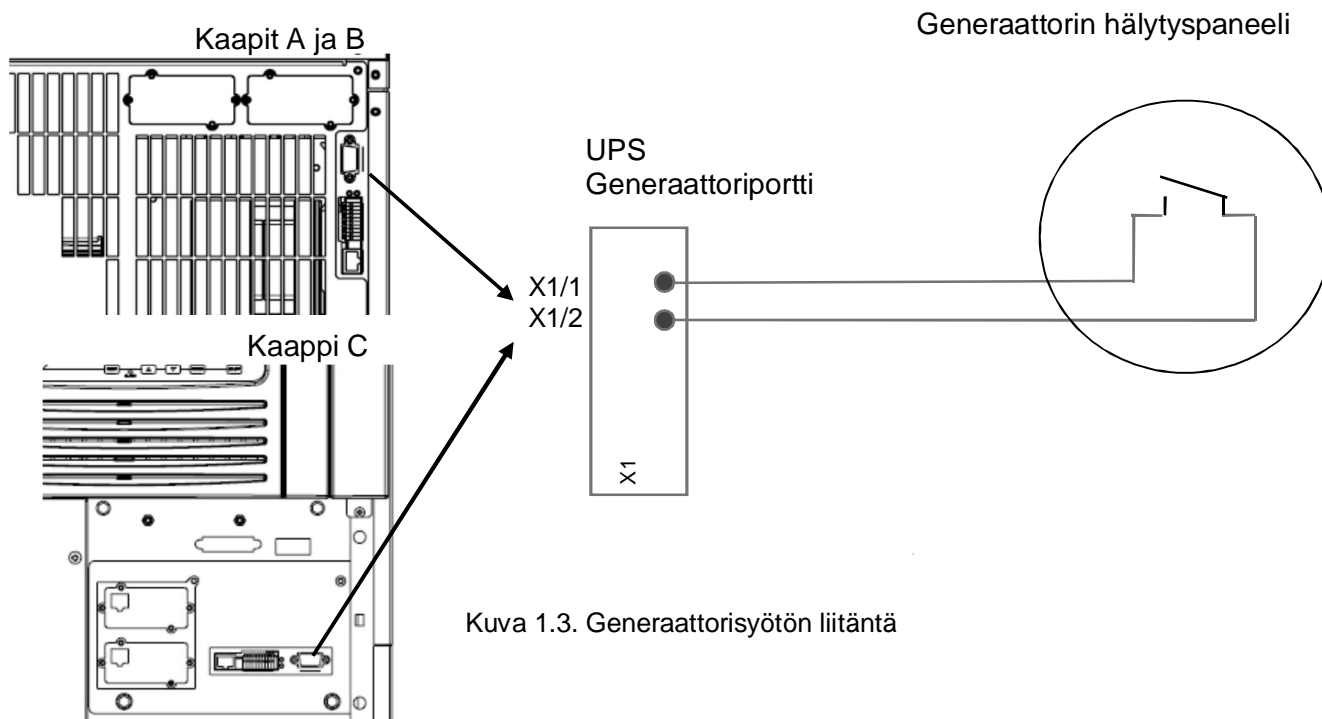 Generaattorin hälytyspaneeli
Kaapit A ja B
UPS
Generaattoriportti
X1/1
X1/2
Kaappi C
X1
Kuva 1.3. Generaattorisyötön liitäntä